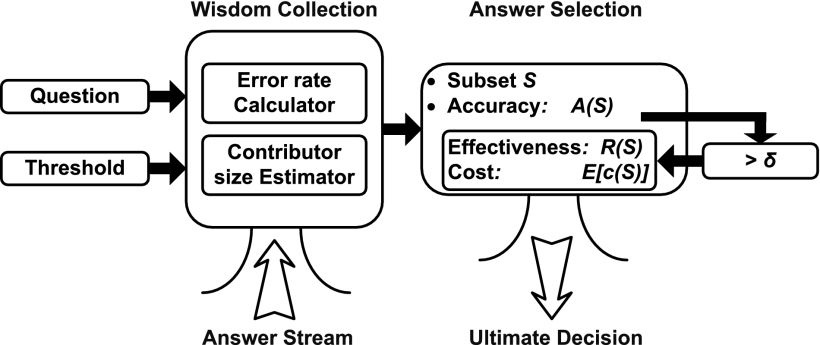 Wisdom Collection
Answer Selection
Question
Threshold
Error rate
Calculator
Contributor
size Estimator
• Subset S
• Accuracy: A(S)
Effectiveness: R(S)
Cost: E[c(S)]
> δ
Answer Stream
Ultimate Decision